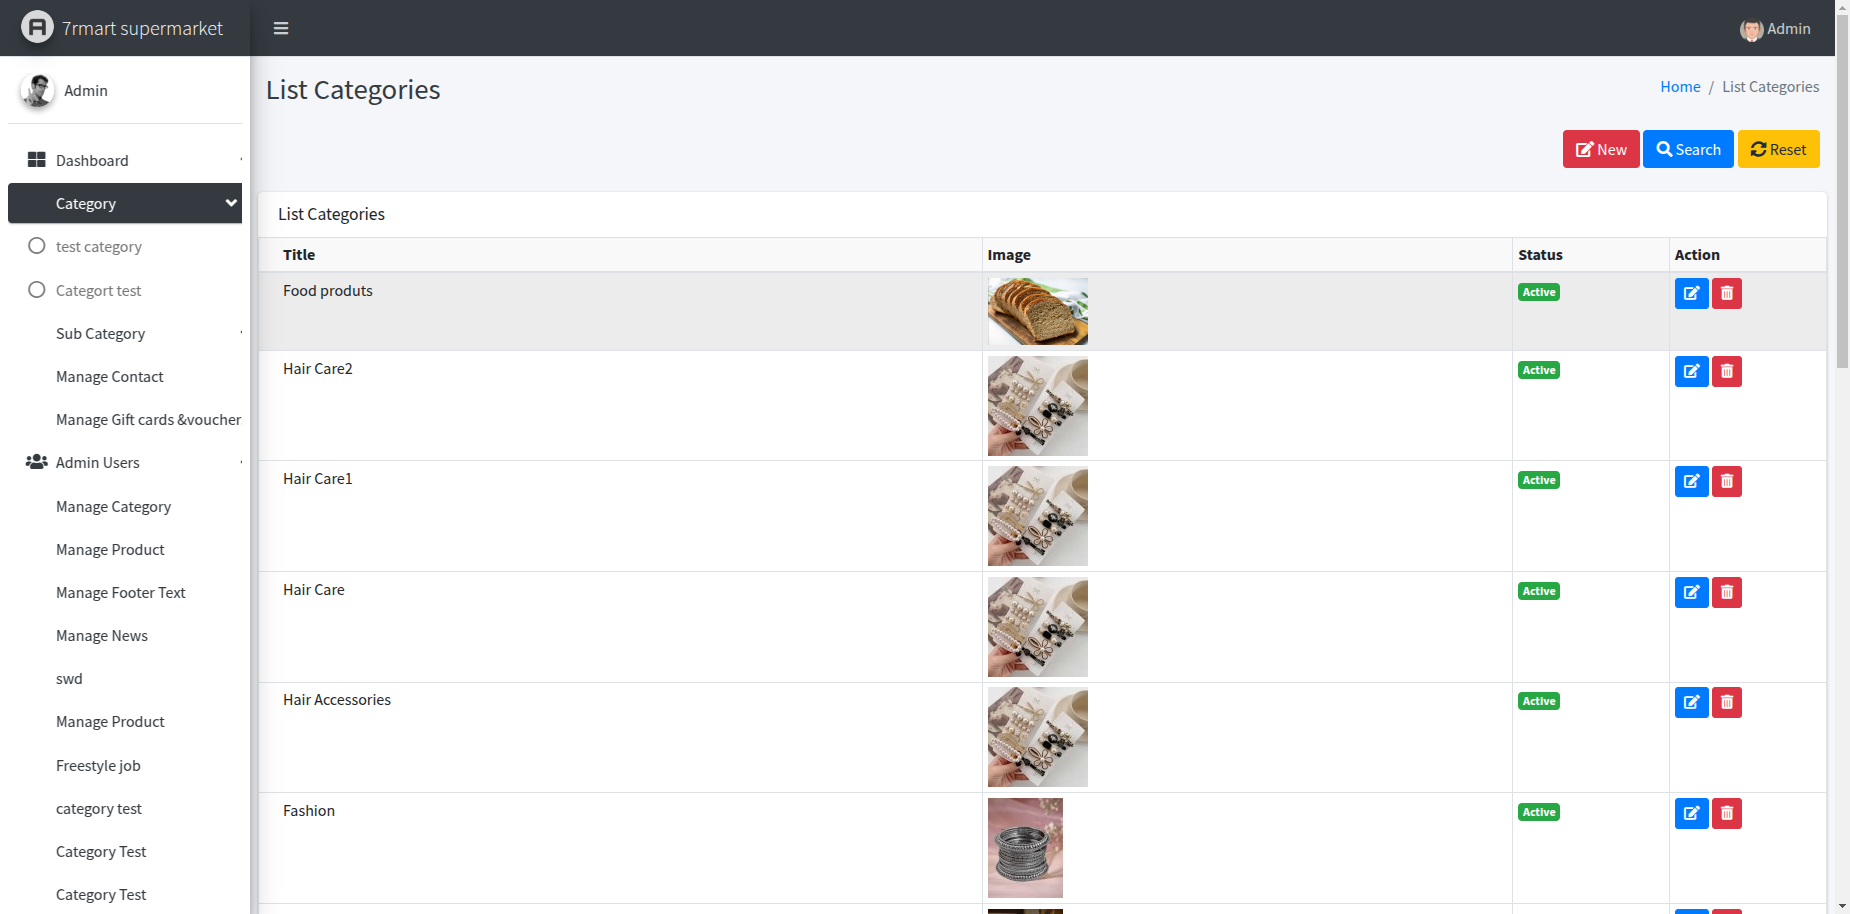 7rmart supermarket
Admin
Admin
List Categories
Home / List Categories
New
Search
Reset
Dashboard
Category
test category
Categort test
Sub Category
Manage Contact
Manage Gift cards &voucher
Admin Users
Manage Category
Manage Product
Manage Footer Text
Manage News
swd
Manage Product
Freestyle job
category test
Category Test
Category Test
List Categories
Title Image Status Action
Food produts Active
Hair Care2 Active
Hair Care1 Active
Hair Care Active
Hair Accessories Active
Fashion Active